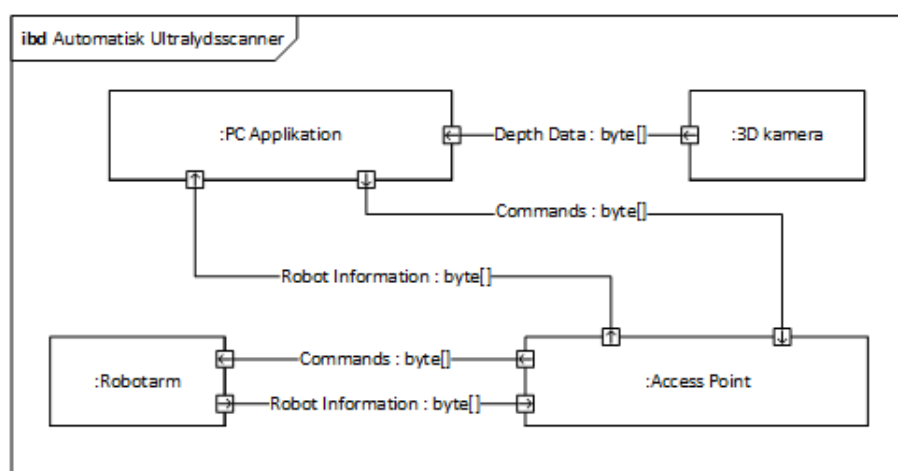 ibd Automatisk Ultralydsscanner
:PC Applikation
Depth Data : byte[]
:3D kamera
Commands : byte[]
Robot Information : byte[]
:Robotarm
Commands : byte[]
:Access Point
Robot Information : byte[]